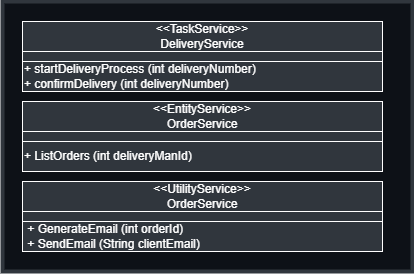 <<TaskService>>
DeliveryService
+ startDeliveryProcess (int deliveryNumber)
+ confirmDelivery (int deliveryNumber)
<<EntityService>>
OrderService
+ ListOrders (int deliveryManId)
<<UtilityService>>
OrderService
+ GenerateEmail (int orderId)
+ SendEmail (String clientEmail)